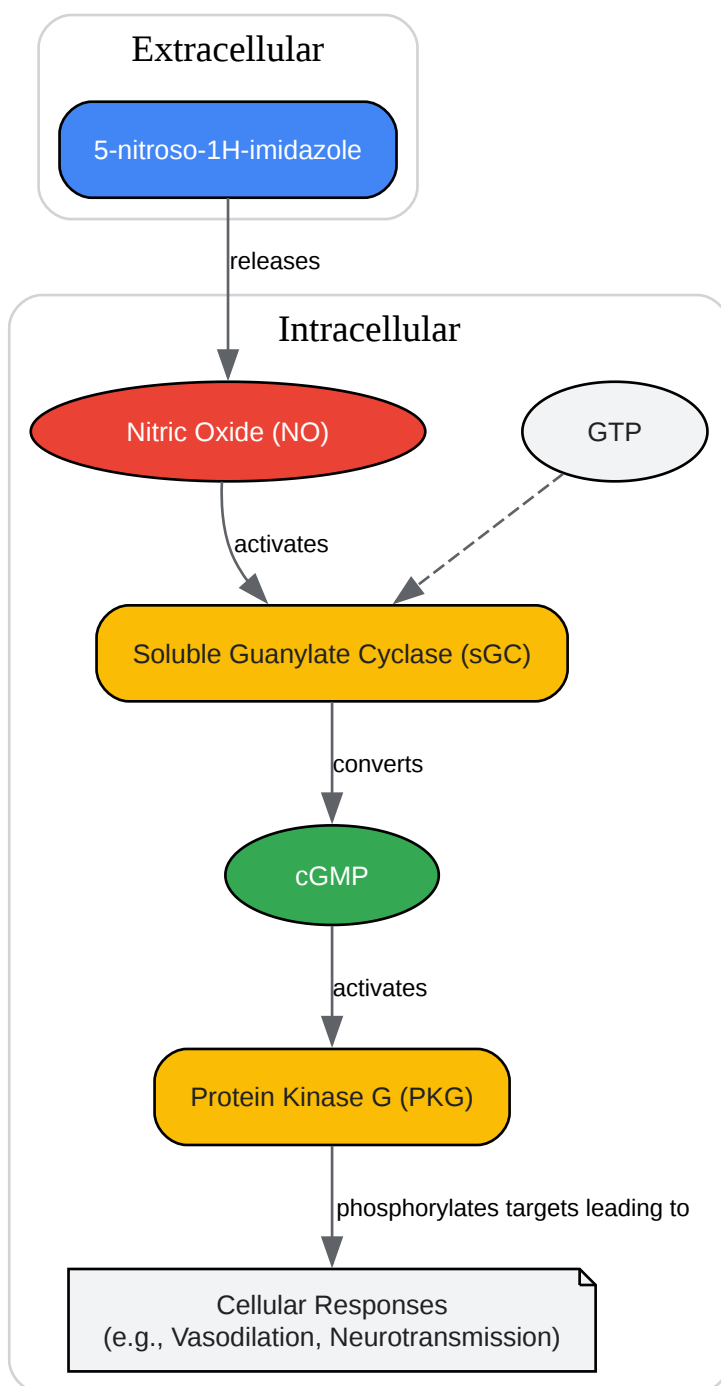 Extracellular
5-nitroso-1H-imidazole
releases
Intracellular
Nitric Oxide (NO)
GTP
activates
Soluble Guanylate Cyclase (sGC)
converts
cGMP
activates
Protein Kinase G (PKG)
phosphorylates targets leading to
Cellular Responses
(e.g., Vasodilation, Neurotransmission)